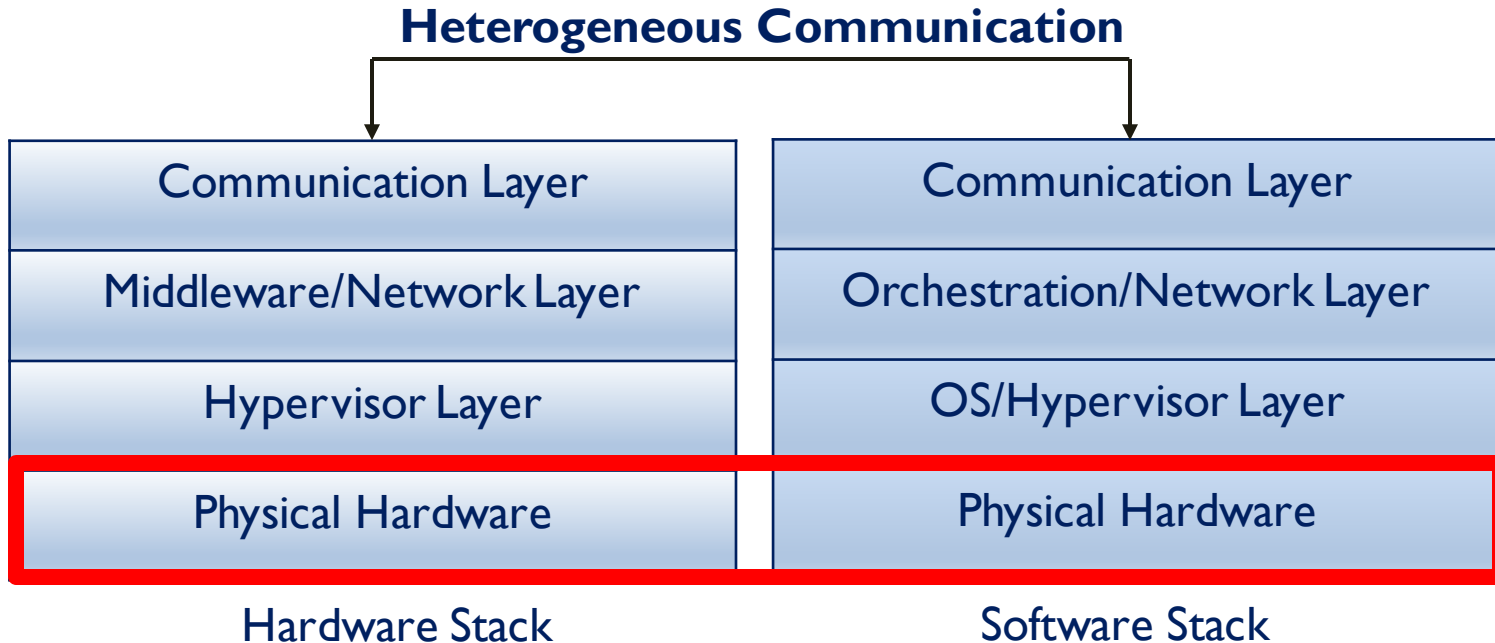 Heterogeneous Communication
Communication Layer
Middleware/Network Layer
Hypervisor Layer
Physical Hardware
Hardware Stack
Communication Layer
Orchestration/Network Layer
OS/Hypervisor Layer
Physical Hardware
Software Stack